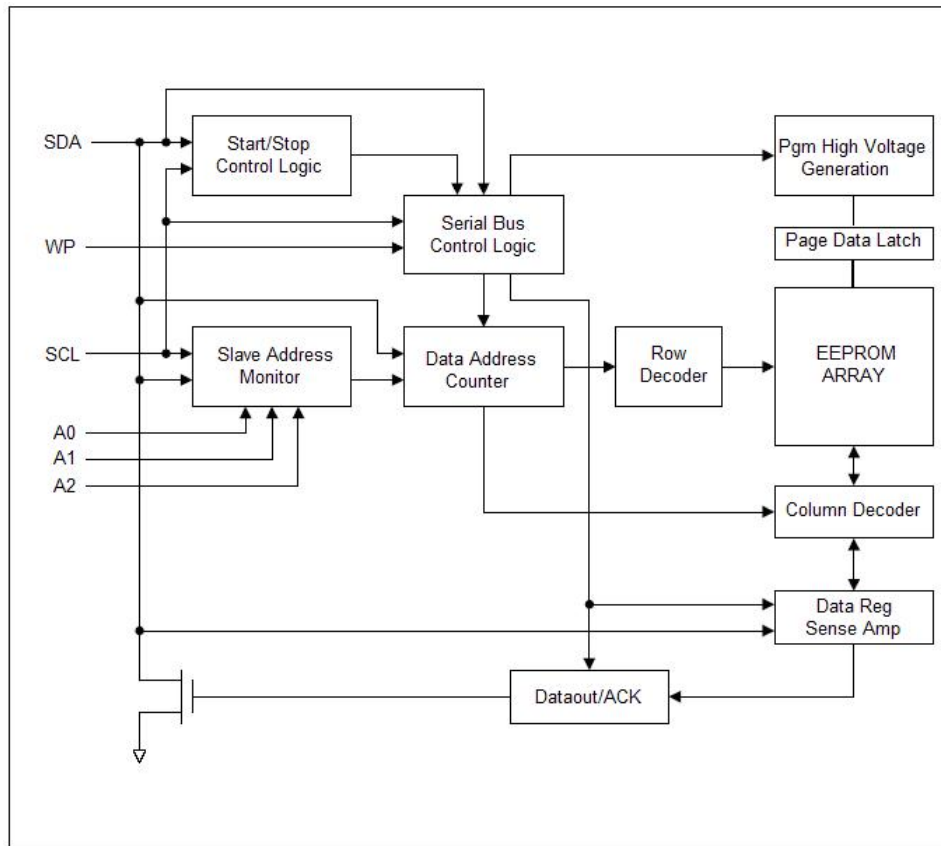 SDA
Start/Stop
Control Logic
Pgm High Voltage
Generation
Serial Bus
Control Logic
WP
Page Data Latch
SCL
Slave Address
Monitor
Data Address
Counter
Row
Decoder
EEPROM
ARRAY
A0
A1
A2
Column Decoder
Data Reg
Sense Amp
Dataout/ACK